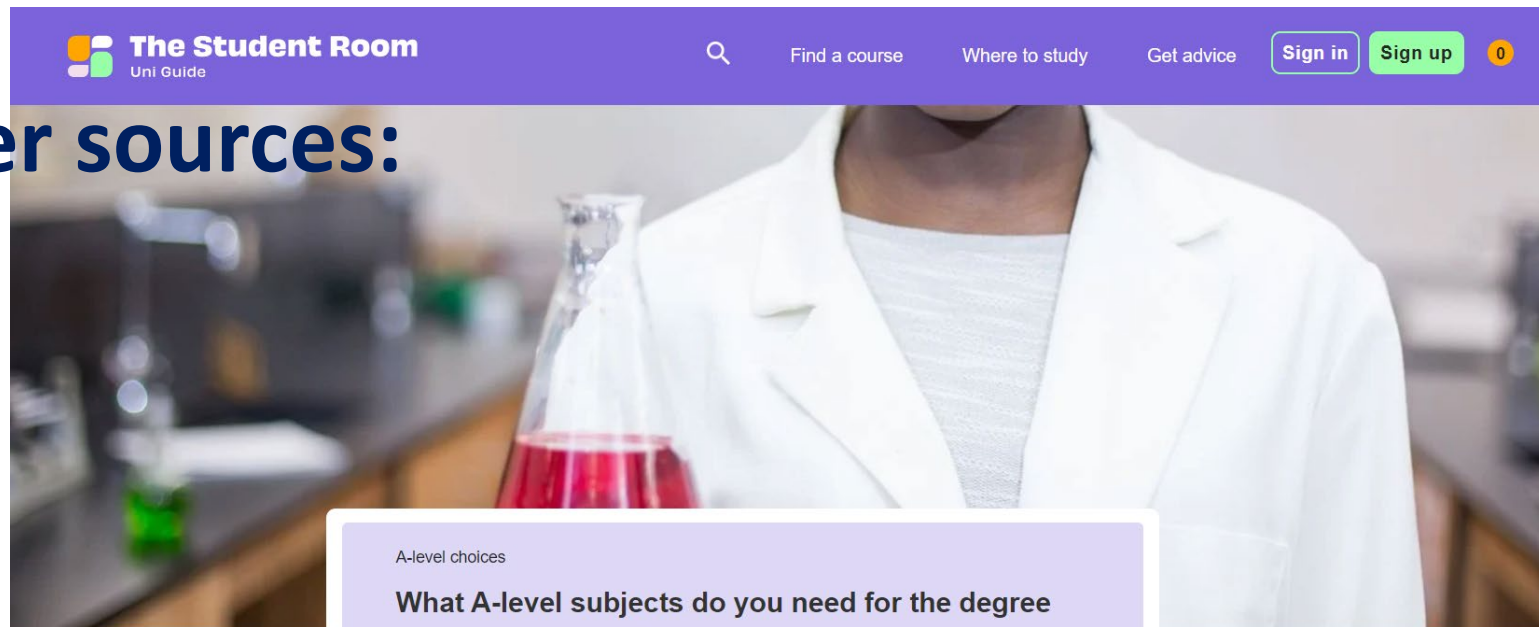 The Student Room
Uni Guide
Find a course
Where to study
Get advice
Sign in
Sign up
0
sources:
A-level choices
What A-level subjects do you need for the degree